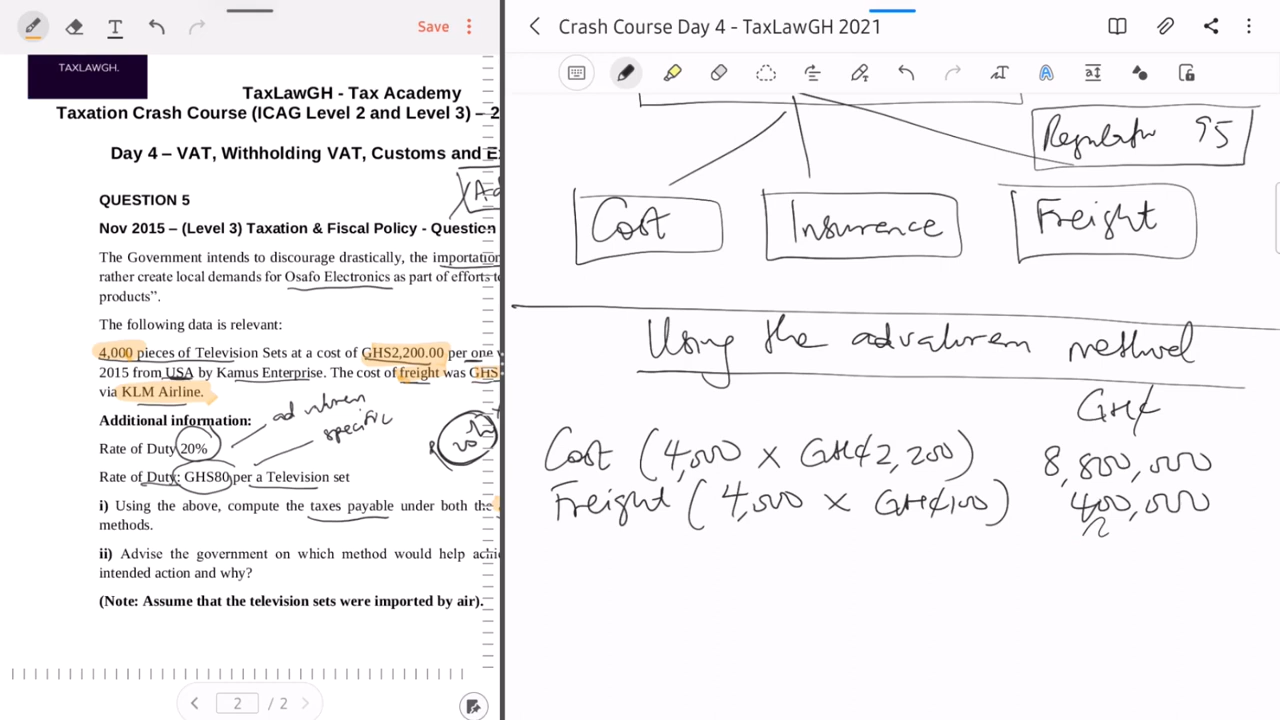 Save
TAXLAWGH.
TaxLawGH - Tax Academy
Taxation Crash Course (ICAG Level 2 and Level 3) – 2
Day 4 – VAT, Withholding VAT, Customs and E
QUESTION 5
Nov 2015 – (Level 3) Taxation & Fiscal Policy - Question
The Government intends to discourage drastically, the importation
rather create local demands for Osafo Electronics as part of efforts to
products”.
The following data is relevant:
4,000 pieces of Television Sets at a cost of GHS2,200.00 per one
2015 from USA by Kamus Enterprise. The cost of freight was GHS
via KLM Airline.
Additional information:
ad valorem
specific
Rate of Duty 20%
Rate of Duty: GHS80 per a Television set
i) Using the above, compute the taxes payable under both the
methods.
ii) Advise the government on which method would help achi
intended action and why?
(Note: Assume that the television sets were imported by air).
2 / 2
Crash Course Day 4 - TaxLawGH 2021
95
Cost
Insurence
Freight
Using the advalorem method
GH¢
Cost (4,000 x GH¢2,200) 8,800,000
Freight (4,000 x GH¢100) 400,000